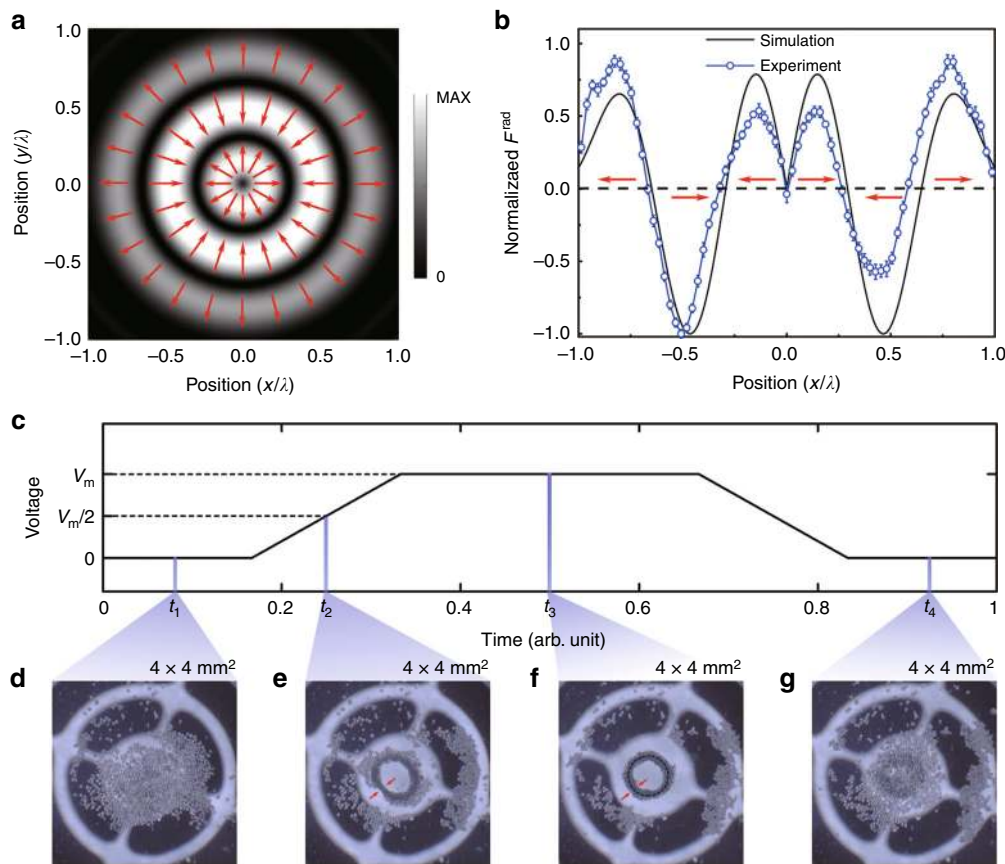 a
1.0
0.5
0.0
–0.5
–1.0
Position (y/λ)
–1.0 –0.5 0.0 0.5 1.0
Position (x/λ)
MAX
0
b
Simulation
Experiment
1.0
0.5
0.0
–0.5
–1.0
Normalizaed F^rad
–1.0 –0.5 0.0 0.5 1.0
Position (x/λ)
c
Voltage
Vm
Vm/2
0
0 t1 0.2 t2 0.4 t3 0.6 0.8 t4 1
Time (arb. unit)
d 4 × 4 mm²
e 4 × 4 mm²
f 4 × 4 mm²
g 4 × 4 mm²